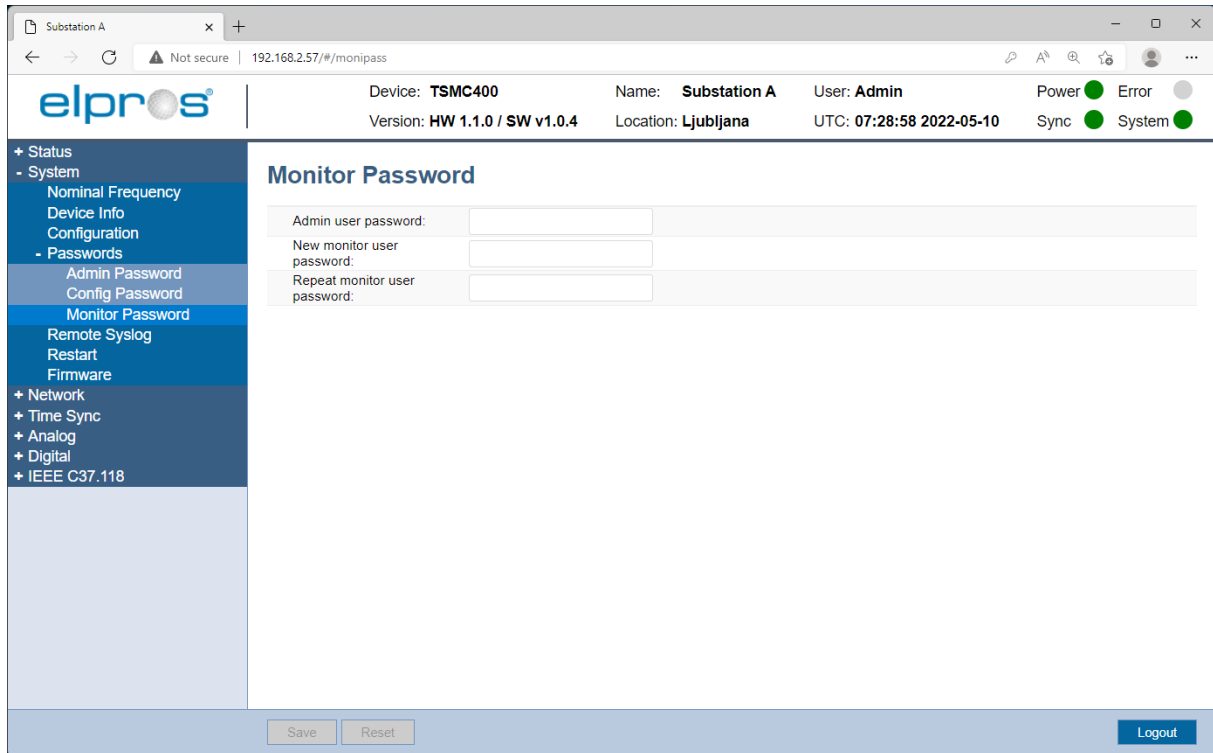 Substation A
Not secure | 192.168.2.57/#/monipass
elpros
Device: TSMC400 Name: Substation A User: Admin Power Error
Version: HW 1.1.0 / SW v1.0.4 Location: Ljubljana UTC: 07:28:58 2022-05-10 Sync System
+ Status
- System
Nominal Frequency
Device Info
Configuration
- Passwords
Admin Password
Config Password
Monitor Password
Remote Syslog
Restart
Firmware
+ Network
+ Time Sync
+ Analog
+ Digital
+ IEEE C37.118
Monitor Password
Admin user password:
New monitor user
password:
Repeat monitor user
password:
Save Reset Logout